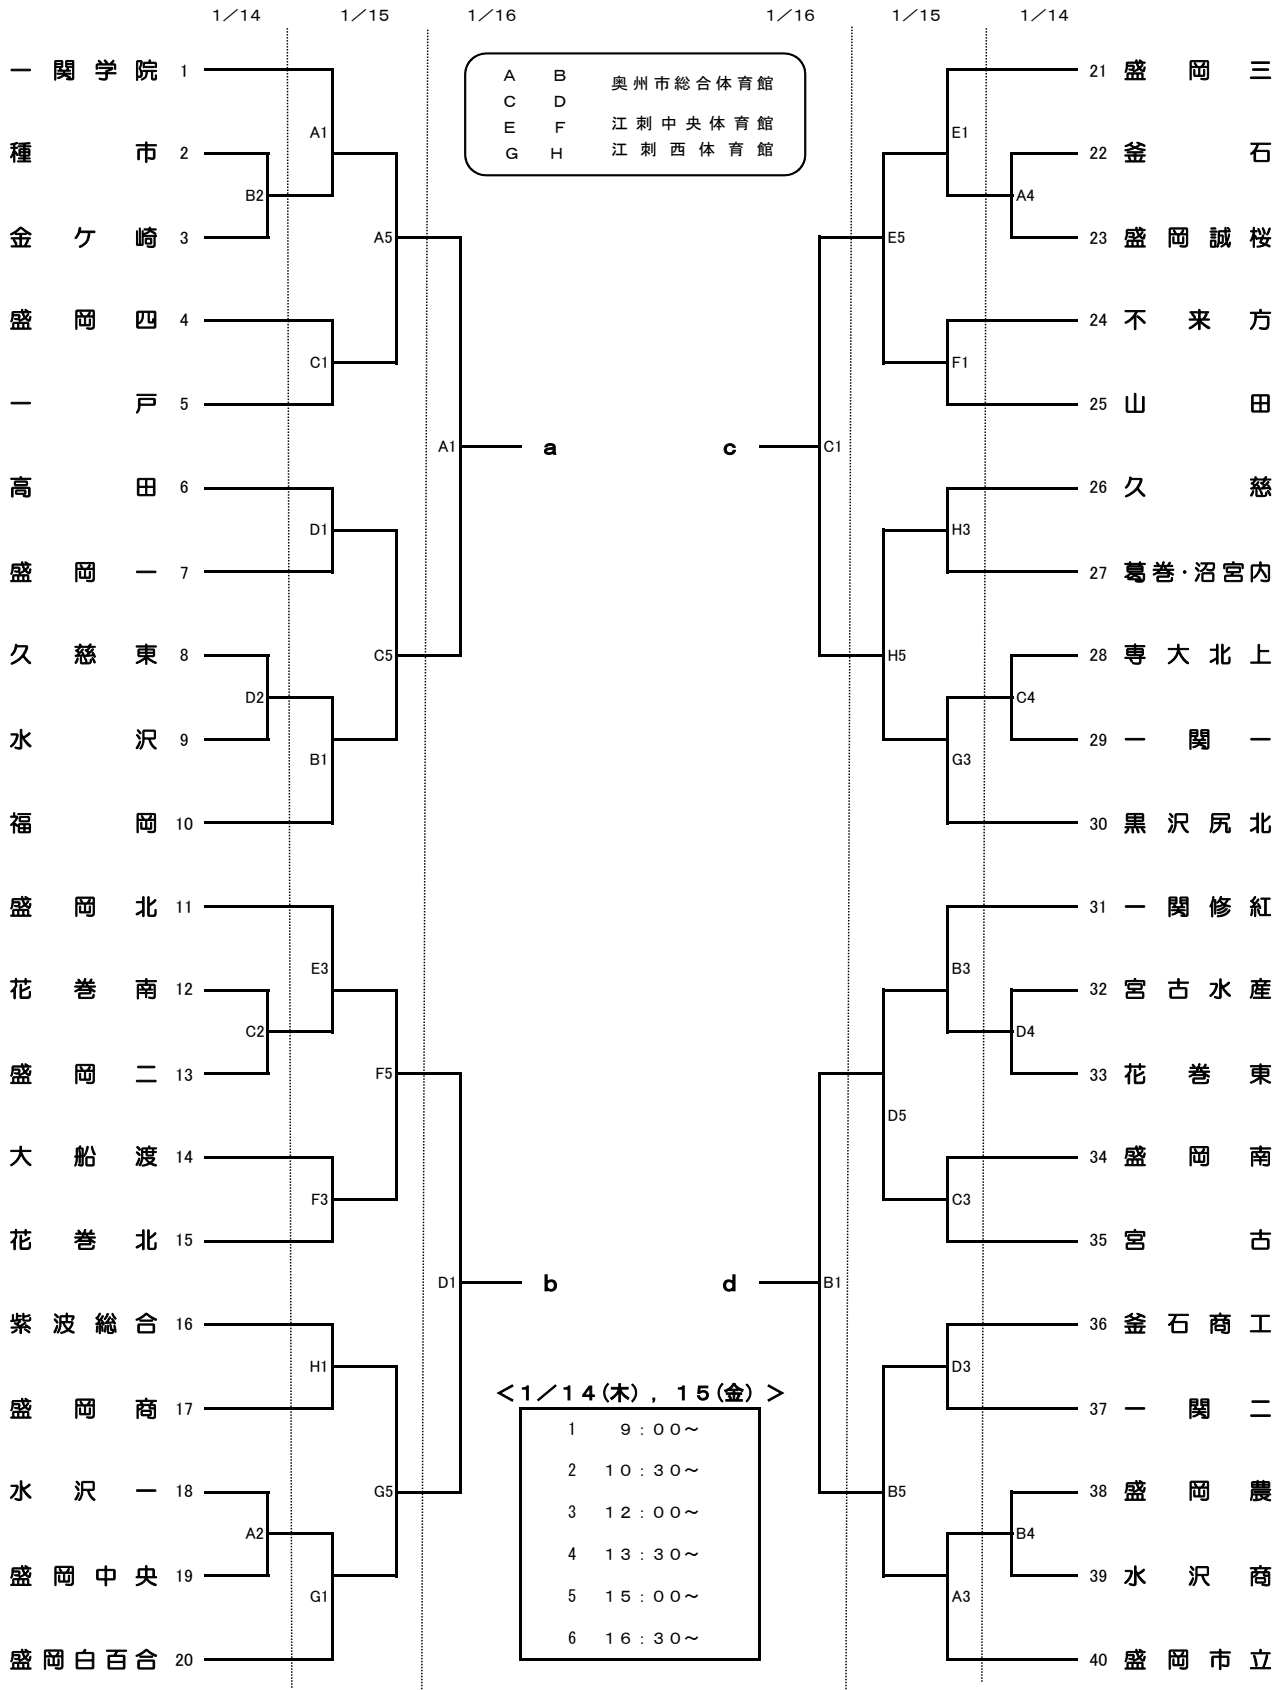 1／14 1／15 1／16 1／16 1／15 1／14
A B 奥州市総合体育館
C D
E F 江刺中央体育館
G H 江刺西体育館
一関学院 1
A1
種市 2
B2
金ケ崎 3
A5
盛岡四 4
C1
一戸 5
A1 a
高田 6
D1
盛岡一 7
久慈東 8
C5
D2
水沢 9
B1
福岡 10
盛岡北 11
E3
花巻南 12
C2
盛岡二 13
F5
大船渡 14
F3
花巻北 15
D1 b
紫波総合 16
H1
盛岡商 17
水沢一 18
G5
A2
盛岡中央 19
G1
盛岡白百合 20
21 盛岡三
E1
22 釜石
A4
23 盛岡誠桜
E5
24 不来方
F1
25 山田
c C1
26 久慈
H3
27 葛巻・沼宮内
28 専大北上
H5
C4
29 一関一
G3
30 黒沢尻北
31 一関修紅
B3
32 宮古水産
D4
33 花巻東
D5
34 盛岡南
C3
35 宮古
d B1
36 釜石商工
D3
37 一関二
38 盛岡農
B5
B4
39 水沢商
A3
40 盛岡市立
＜１／１４(木)，１５(金)＞
1 ９：００～
2 １０：３０～
3 １２：００～
4 １３：３０～
5 １５：００～
6 １６：３０～